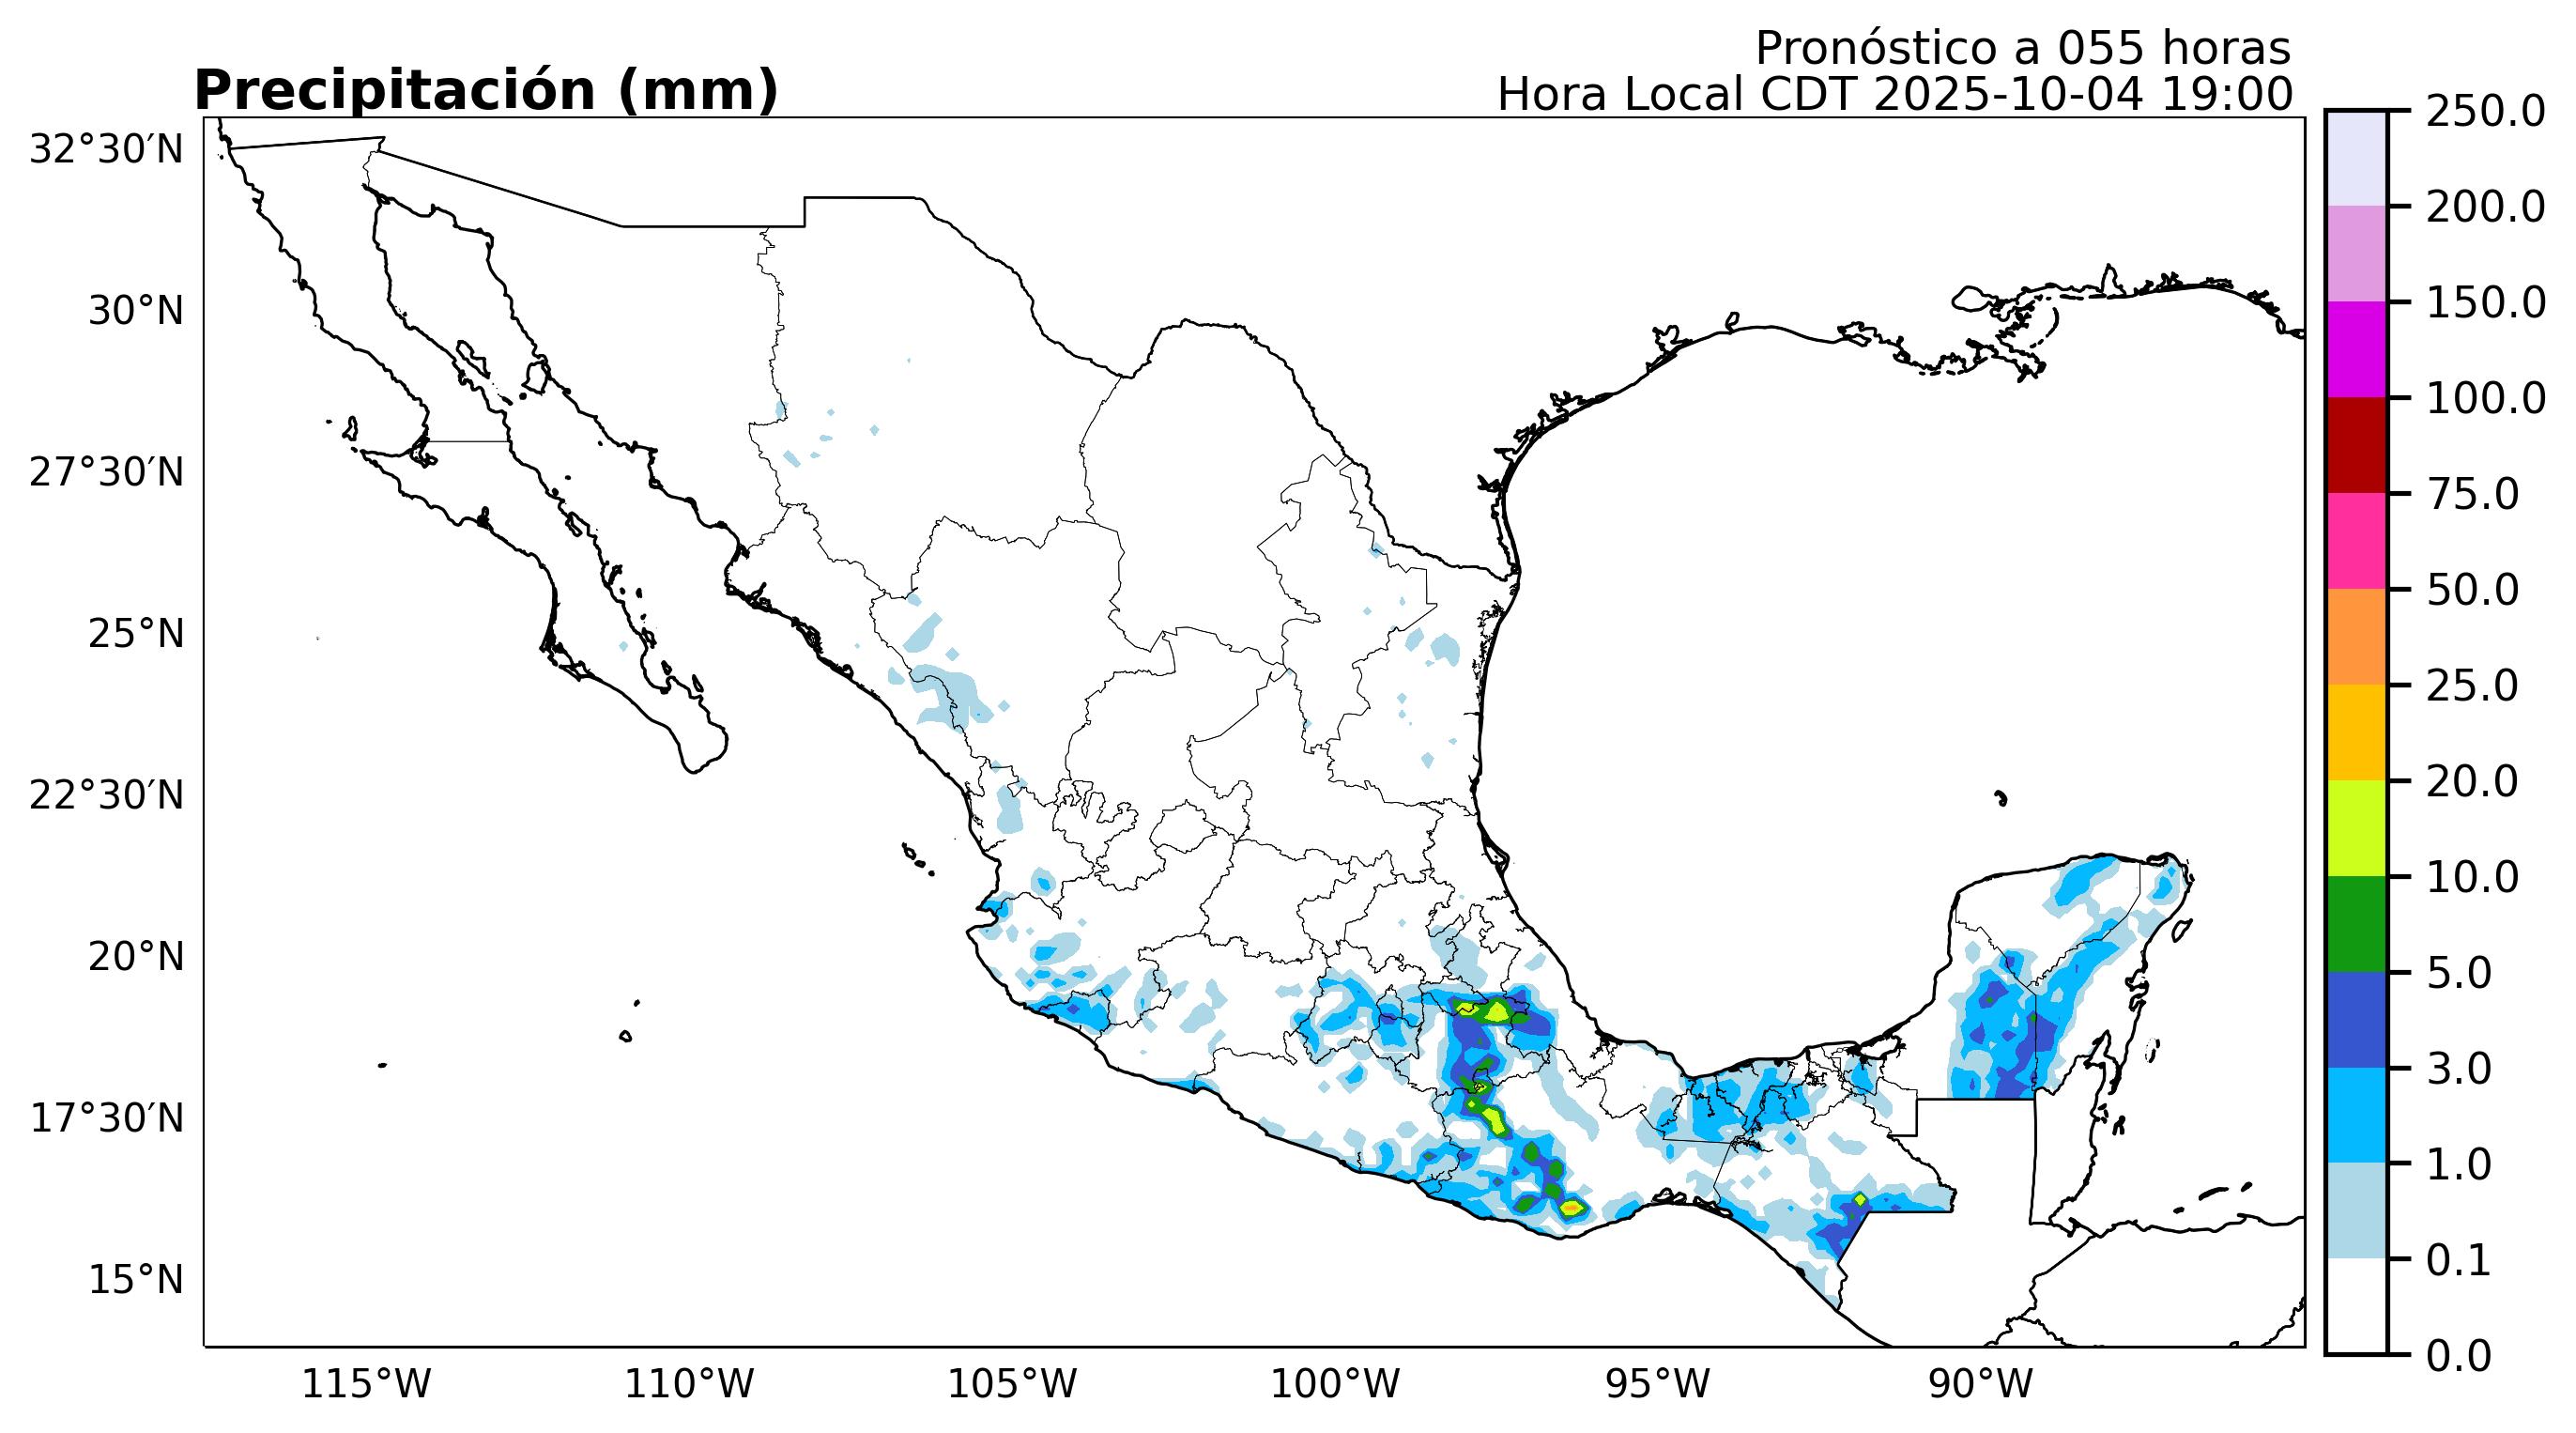 Pronóstico a 055 horas
Precipitación (mm)
Hora Local CDT 2025-10-04 19:00
32°30′N
30°N
27°30′N
25°N
22°30′N
20°N
17°30′N
15°N
115°W
110°W
105°W
100°W
95°W
90°W
250.0
200.0
150.0
100.0
75.0
50.0
25.0
20.0
10.0
5.0
3.0
1.0
0.1
0.0